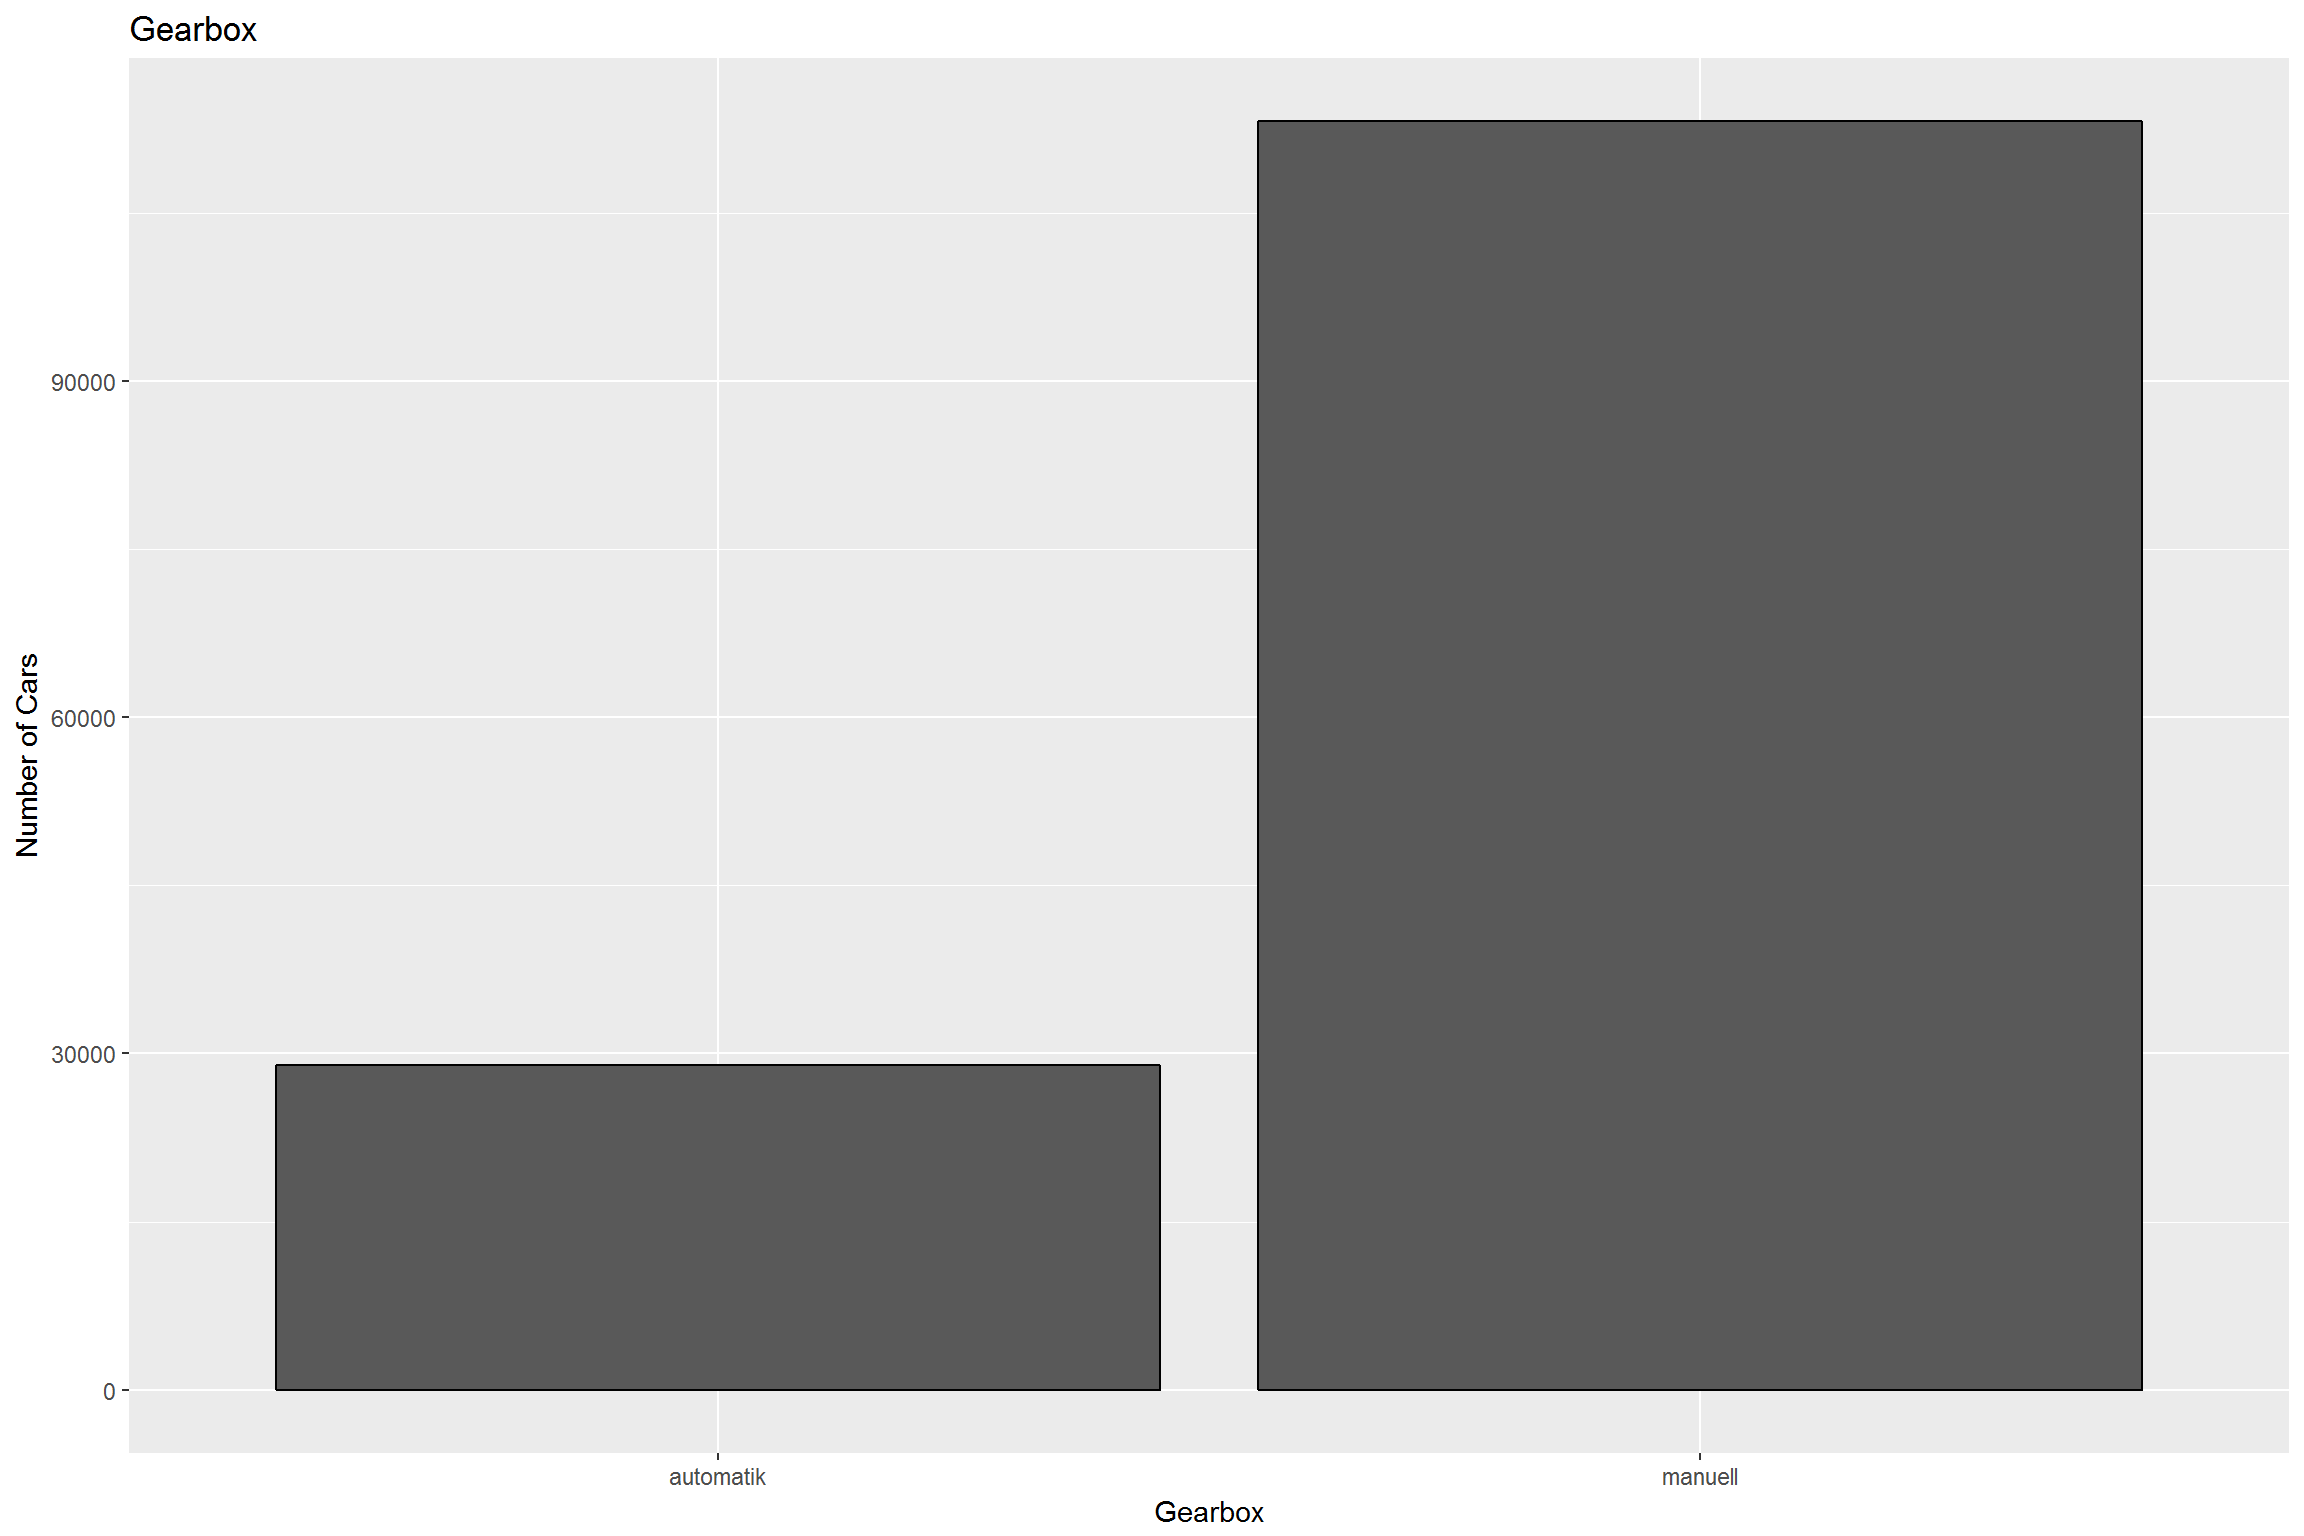 Gearbox
Number of Cars
90000
60000
30000
0
automatik
manuell
Gearbox